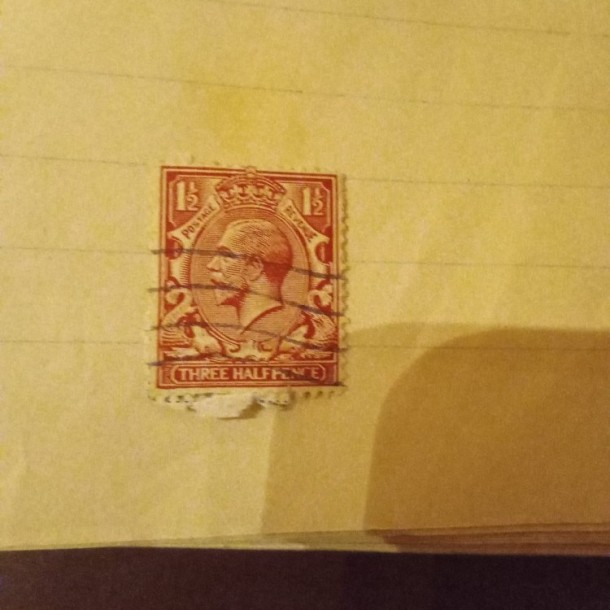 1½ 1½
POSTAGE REVENUE
THREE HALFPENCE